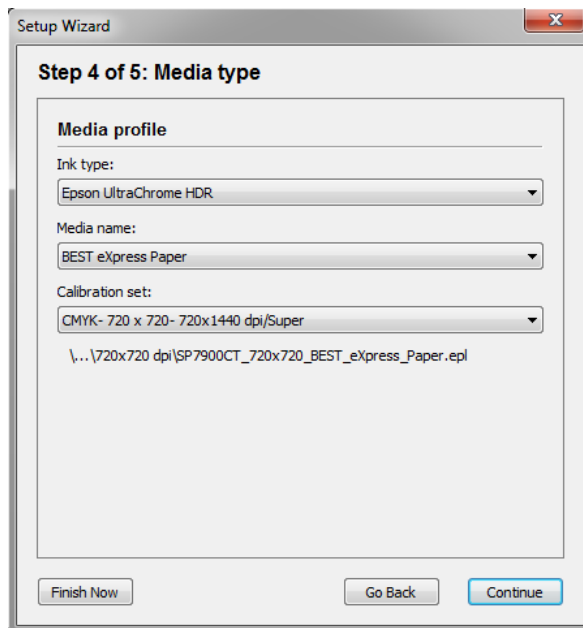 Setup Wizard
Step 4 of 5: Media type
Media profile
Ink type:
Epson UltraChrome HDR
Media name:
BEST eXpress Paper
Calibration set:
CMYK- 720 x 720- 720x1440 dpi/Super
\...\720x720 dpi\SP7900CT_720x720_BEST_eXpress_Paper.epl
Finish Now Go Back Continue